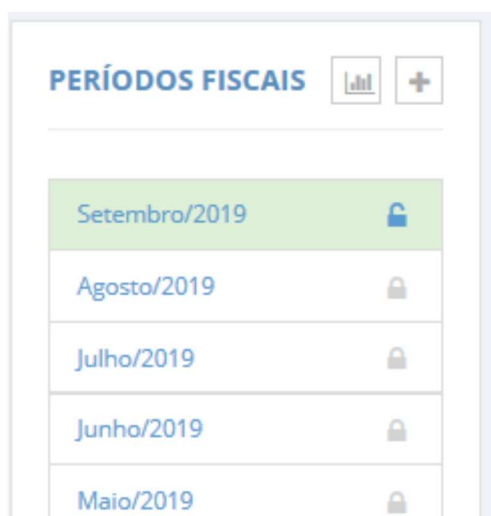 PERÍODOS FISCAIS
Setembro/2019
Agosto/2019
Julho/2019
Junho/2019
Maio/2019